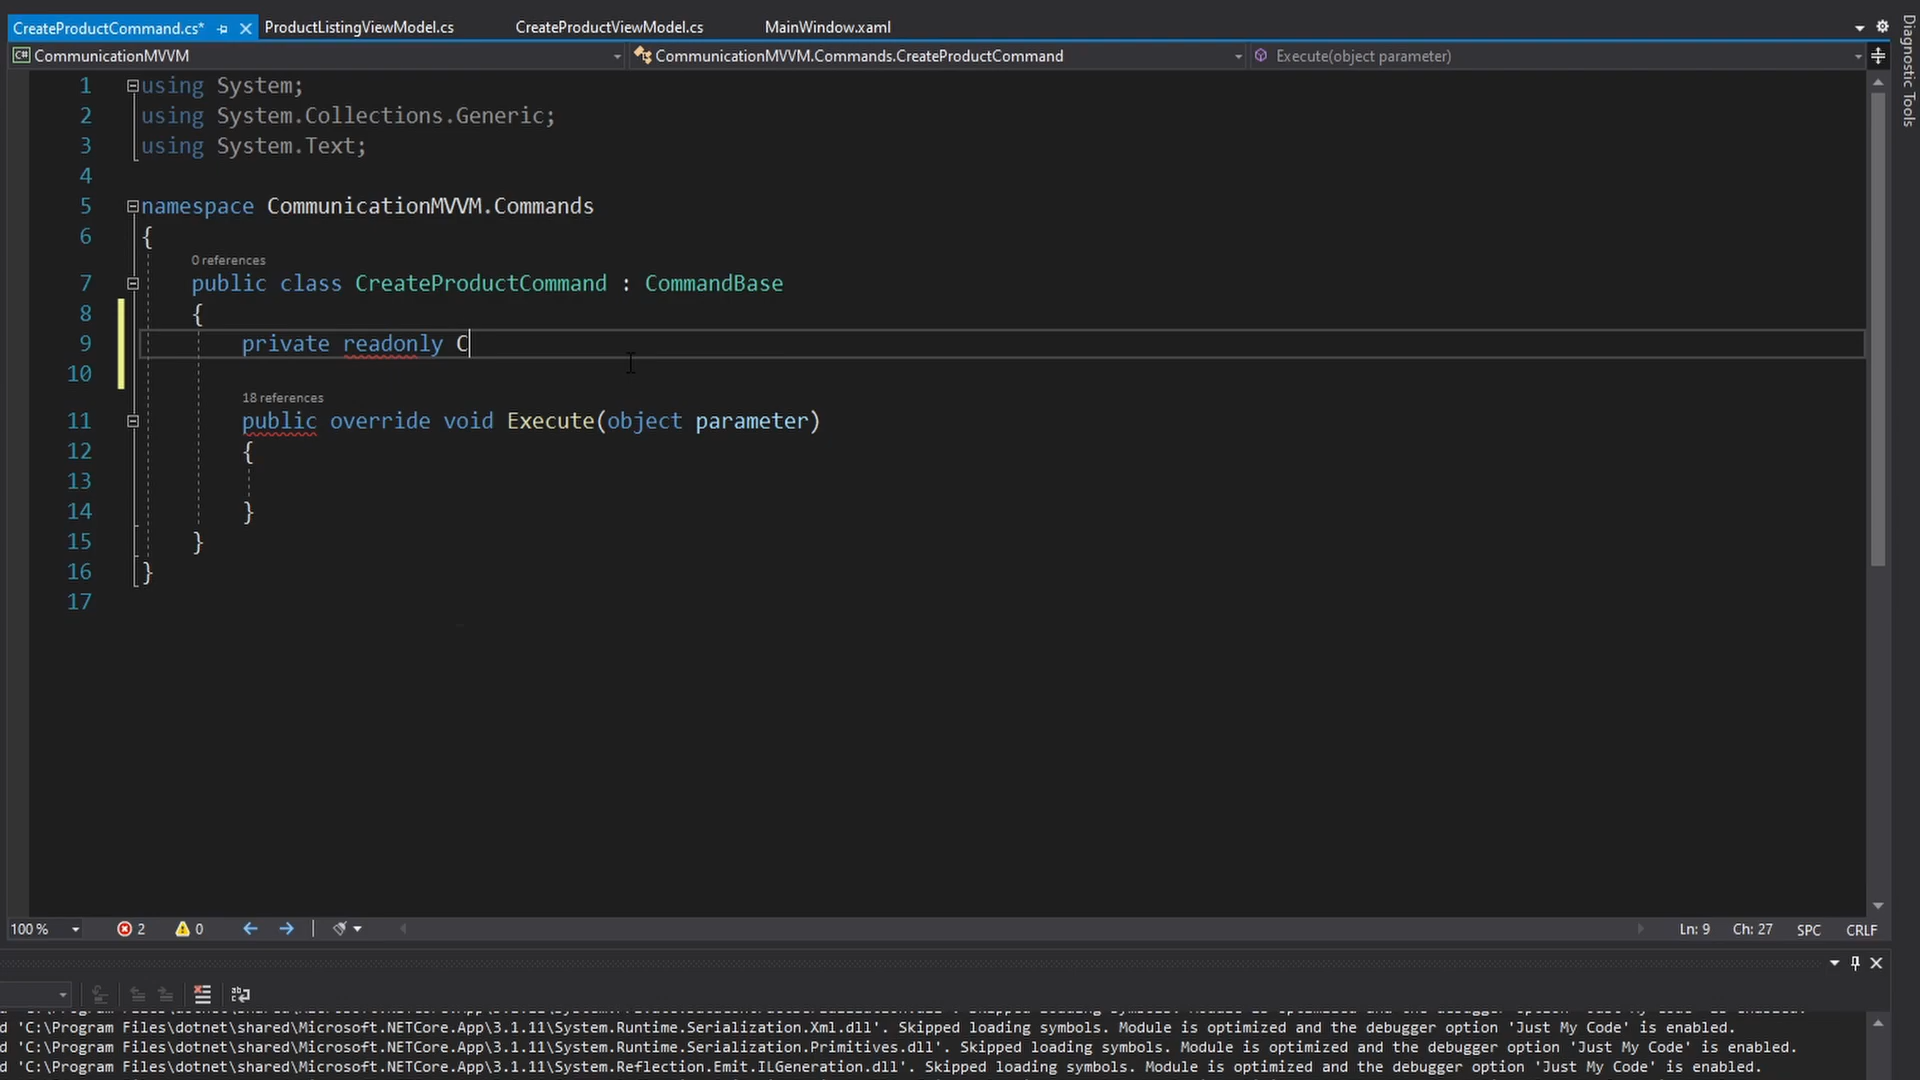 CreateProductCommand.cs* ProductListingViewModel.cs CreateProductViewModel.cs MainWindow.xaml
CommunicationMVVM CommunicationMVVM.Commands.CreateProductCommand Execute(object parameter)
Diagnostic Tools
1 using System;
2 using System.Collections.Generic;
3 using System.Text;
4
5 namespace CommunicationMVVM.Commands
6 {
0 references
7 public class CreateProductCommand : CommandBase
8 {
9 private readonly C
10
18 references
11 public override void Execute(object parameter)
12 {
13
14 }
15 }
16 }
17
100 % 2 0 Ln: 9 Ch: 27 SPC CRLF
d 'C:\Program Files\dotnet\shared\Microsoft.NETCore.App\3.1.11\System.Runtime.Serialization.Xml.dll'. Skipped loading symbols. Module is optimized and the debugger option 'Just My Code' is enabled.
d 'C:\Program Files\dotnet\shared\Microsoft.NETCore.App\3.1.11\System.Runtime.Serialization.Primitives.dll'. Skipped loading symbols. Module is optimized and the debugger option 'Just My Code' is enabled.
d 'C:\Program Files\dotnet\shared\Microsoft.NETCore.App\3.1.11\System.Reflection.Emit.ILGeneration.dll'. Skipped loading symbols. Module is optimized and the debugger option 'Just My Code' is enabled.